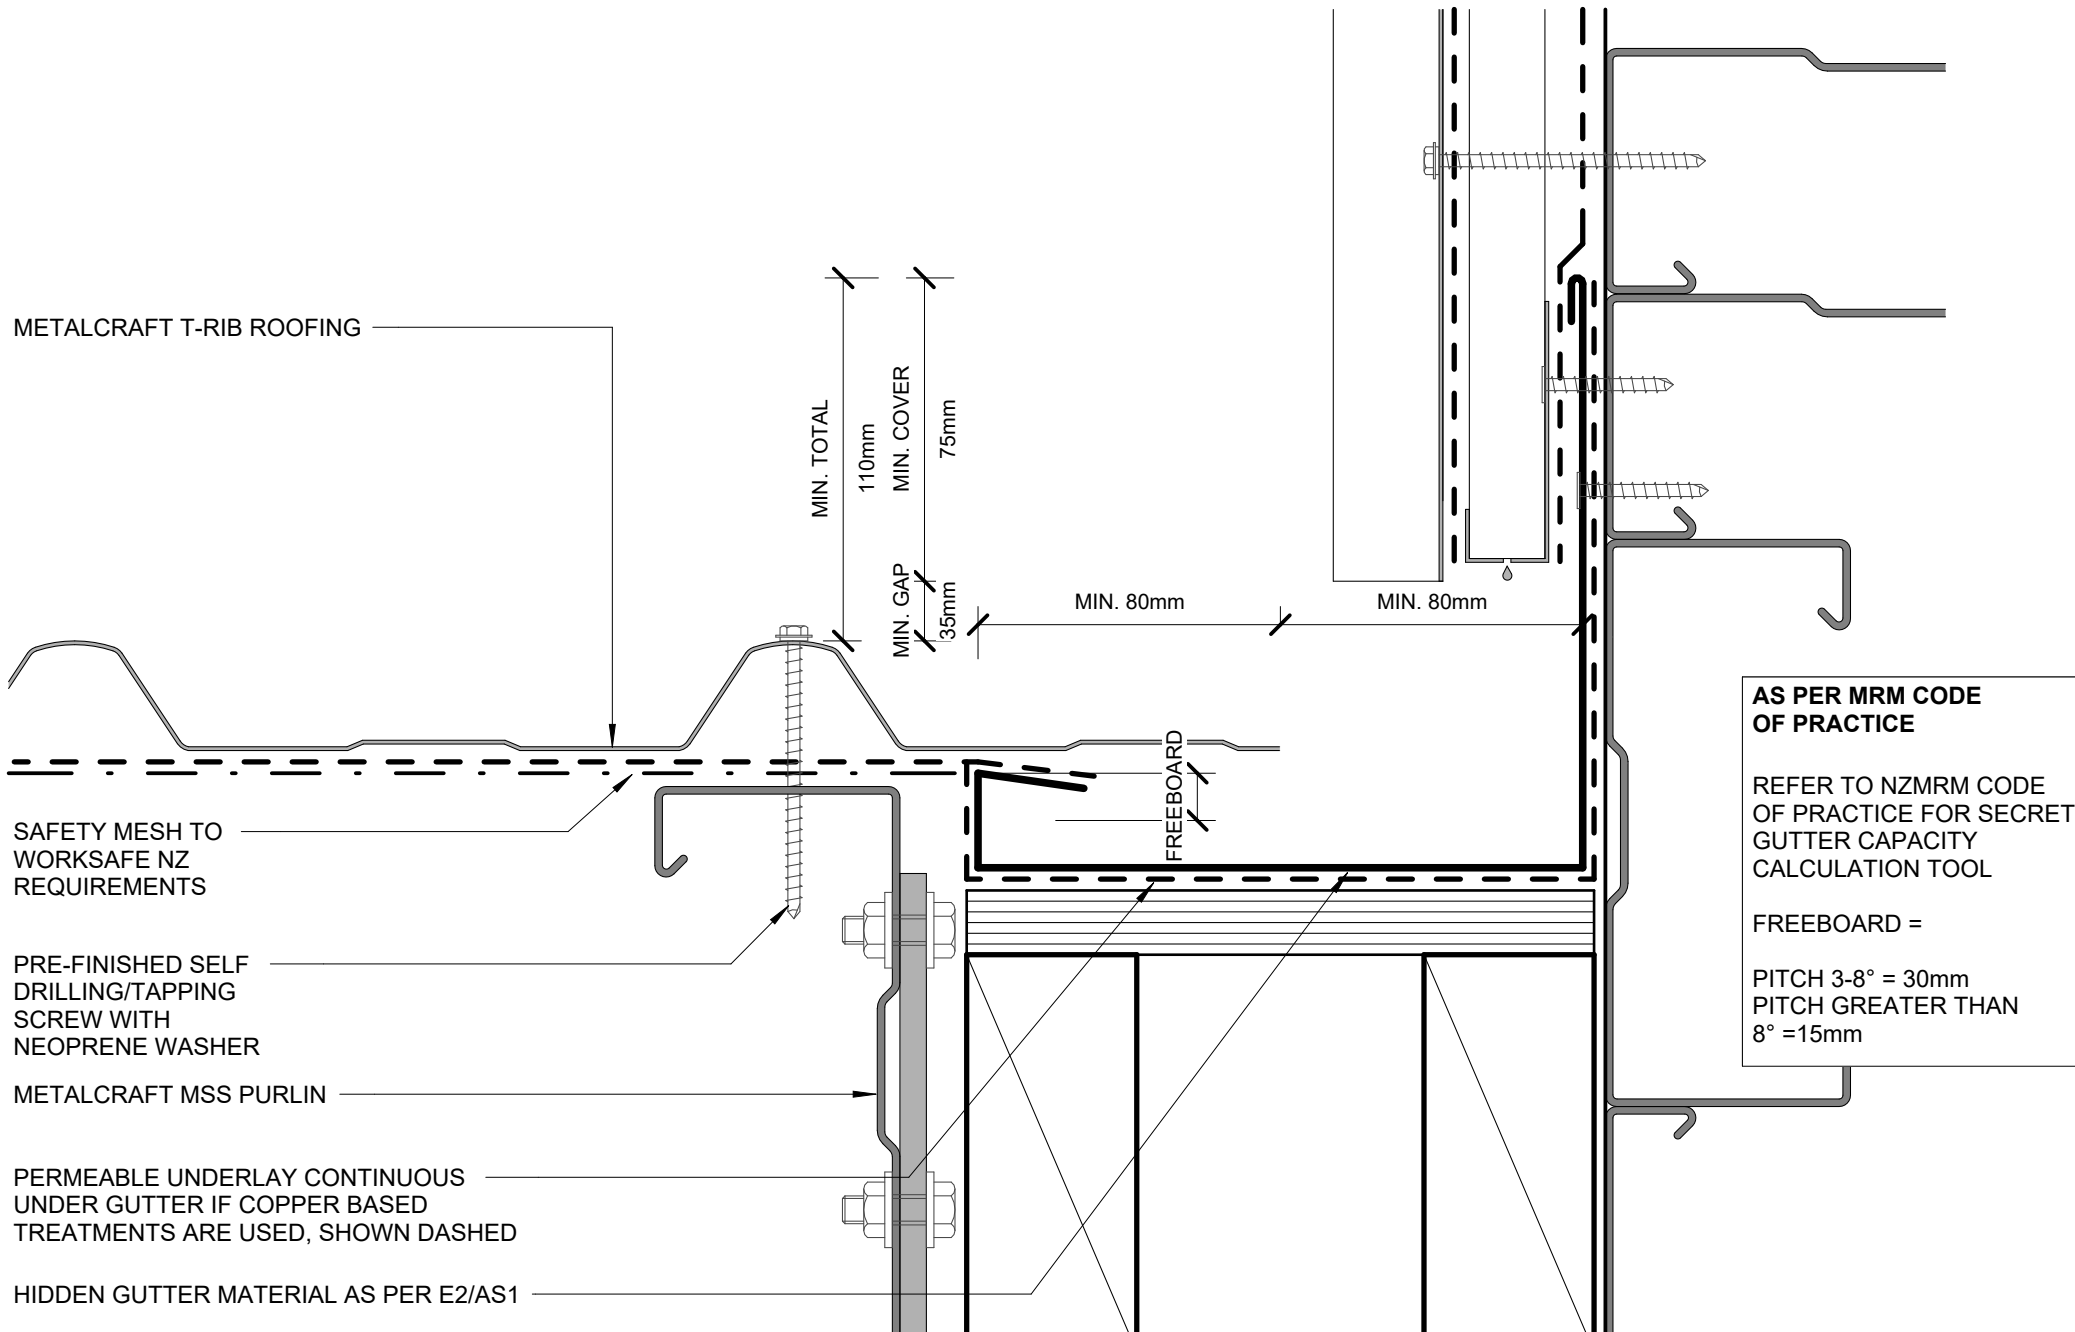 METALCRAFT T-RIB ROOFING
MIN. TOTAL
110mm
MIN. COVER
75mm
MIN. GAP
35mm
MIN. 80mm
MIN. 80mm
FREEBOARD
SAFETY MESH TO
WORKSAFE NZ
REQUIREMENTS
PRE-FINISHED SELF
DRILLING/TAPPING
SCREW WITH
NEOPRENE WASHER
METALCRAFT MSS PURLIN
PERMEABLE UNDERLAY CONTINUOUS
UNDER GUTTER IF COPPER BASED
TREATMENTS ARE USED, SHOWN DASHED
HIDDEN GUTTER MATERIAL AS PER E2/AS1
AS PER MRM CODE
OF PRACTICE
REFER TO NZMRM CODE
OF PRACTICE FOR SECRET
GUTTER CAPACITY
CALCULATION TOOL
FREEBOARD =
PITCH 3-8° = 30mm
PITCH GREATER THAN
8° =15mm